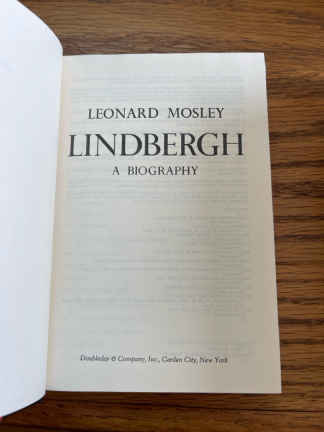 LEONARD MOSLEY
LINDBERGH
A BIOGRAPHY
Doubleday & Company, Inc., Garden City, New York